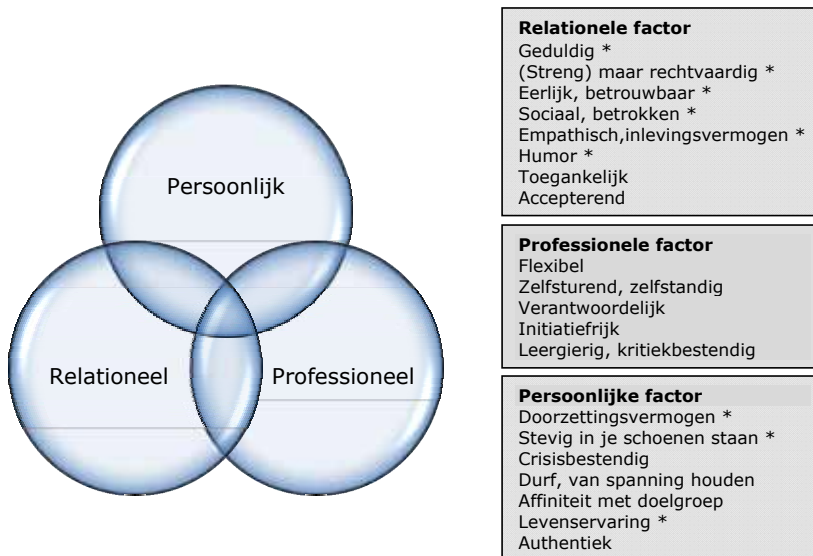 Persoonlijk
Relationeel
Professioneel
Relationele factor
Geduldig *
(Streng) maar rechtvaardig *
Eerlijk, betrouwbaar *
Sociaal, betrokken *
Empathisch,inlevingsvermogen *
Humor *
Toegankelijk
Accepterend
Professionele factor
Flexibel
Zelfsturend, zelfstandig
Verantwoordelijk
Initiatiefrijk
Leergierig, kritiekbestendig
Persoonlijke factor
Doorzettingsvermogen *
Stevig in je schoenen staan *
Crisisbestendig
Durf, van spanning houden
Affiniteit met doelgroep
Levenservaring *
Authentiek